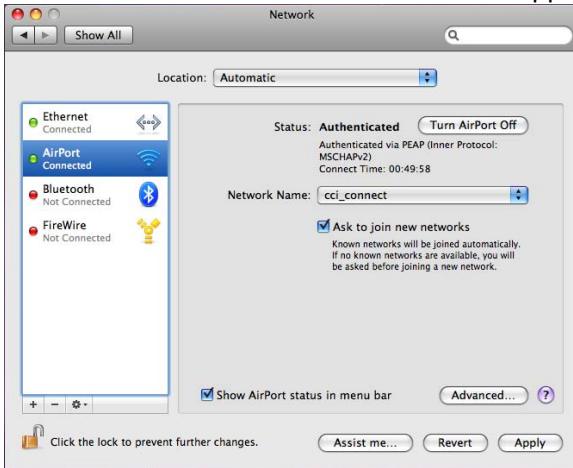 Network
Show All
Location: Automatic
Ethernet
Connected
AirPort
Connected
Bluetooth
Not Connected
FireWire
Not Connected
Status: Authenticated Turn AirPort Off
Authenticated via PEAP (Inner Protocol:
MSCHAPv2)
Connect Time: 00:49:58
Network Name: cci_connect
Ask to join new networks
Known networks will be joined automatically.
If no known networks are available, you will
be asked before joining a new network.
Show AirPort status in menu bar Advanced... ?
Click the lock to prevent further changes. Assist me... Revert Apply